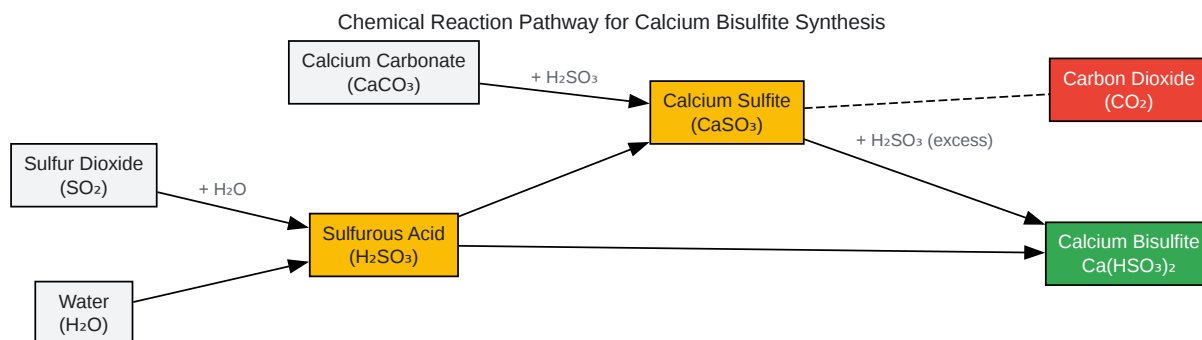 Chemical Reaction Pathway for Calcium Bisulfite Synthesis
Calcium Carbonate
(CaCO₃)
+ H₂SO₃
Calcium Sulfite
(CaSO₃)
Carbon Dioxide
(CO₂)
+ H₂SO₃ (excess)
Sulfur Dioxide
(SO₂)
+ H₂O
Sulfurous Acid
(H₂SO₃)
Calcium Bisulfite
Ca(HSO₃)₂
Water
(H₂O)